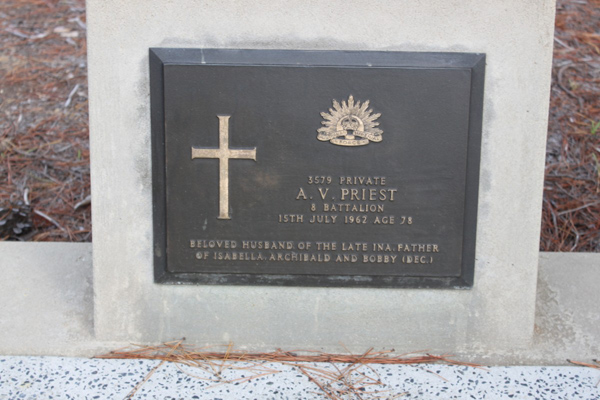 3579 PRIVATE
A. V. PRIEST
8 BATTALION
15TH JULY 1962 AGE 78
BELOVED HUSBAND OF THE LATE INA. FATHER
OF ISABELLA. ARCHIBALD AND BOBBY (DEC.)